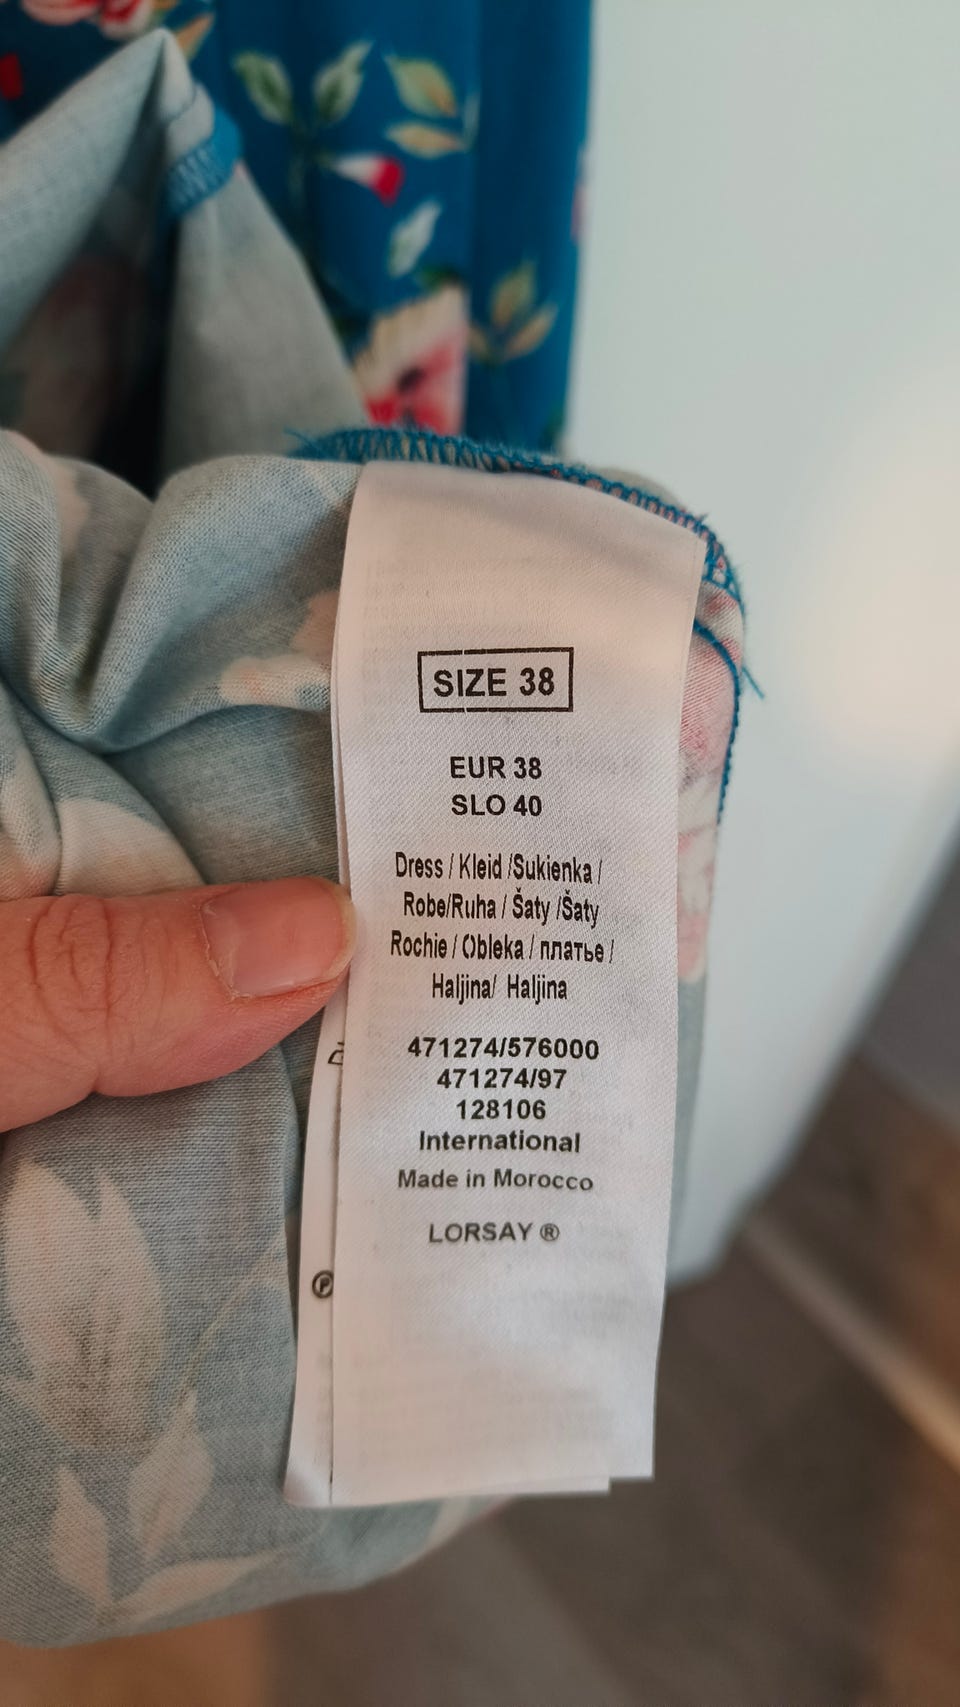 SIZE 38
EUR 38
SLO 40
Dress / Kleid /Sukienka /
Robe/Ruha / Šaty /Šaty
Rochie / Obleka / платье /
Haljina/ Haljina
471274/576000
471274/97
128106
International
Made in Morocco
LORSAY ®
P